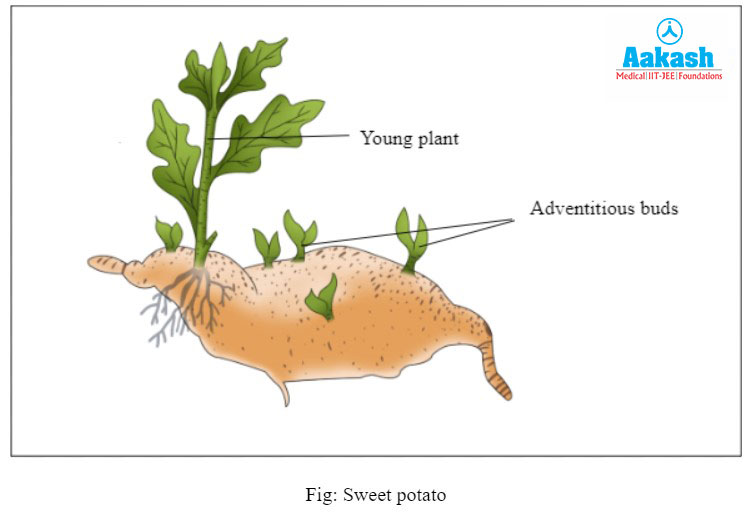 Aakash
Medical|IIT-JEE|Foundations
Young plant
Adventitious buds
Fig: Sweet potato